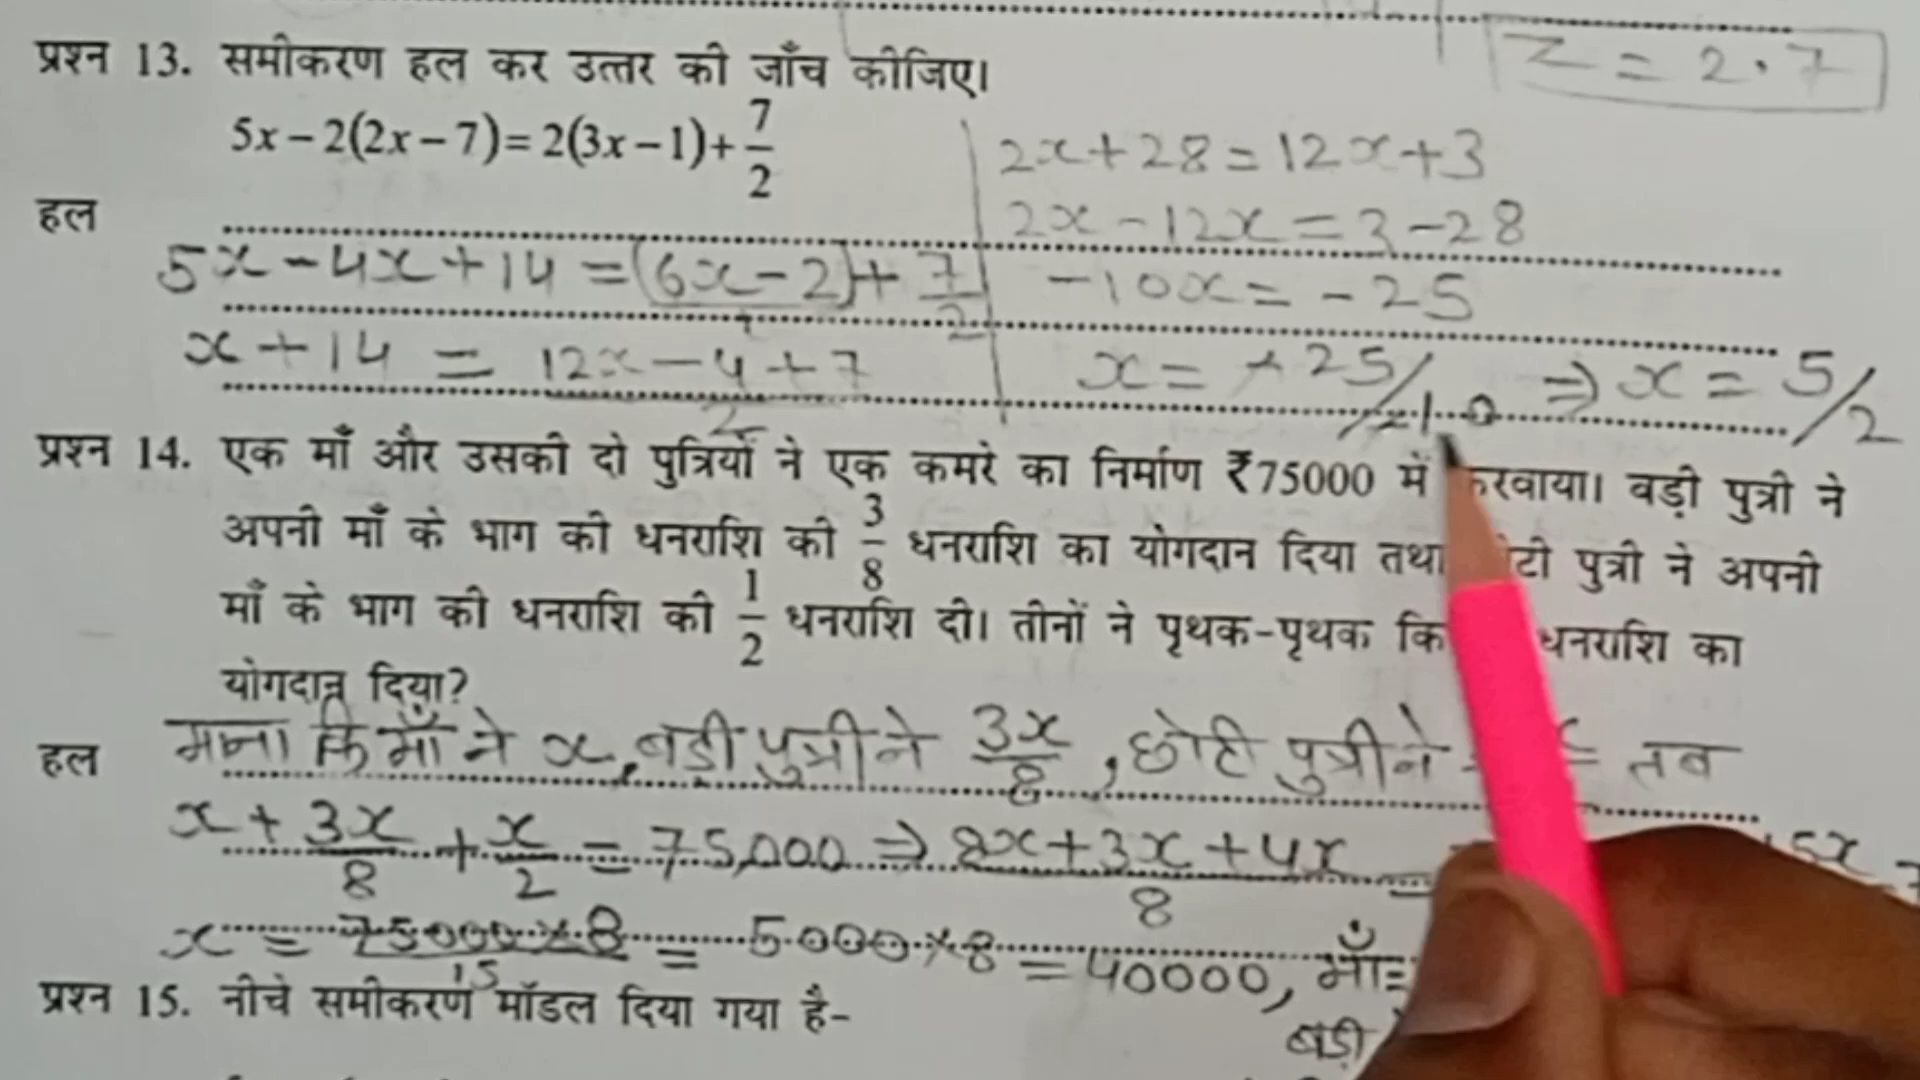 z = 2.7
प्रश्न 13. समीकरण हल कर उत्तर की जाँच कीजिए।
5x – 2(2x – 7)= 2(3x – 1)+ 7/2
हल
5x – 4x + 14 = (6x – 2) + 7/2
x + 14 = 12x – 4 + 7 / 2
2x + 28 = 12x + 3
2x – 12x = 3 – 28
– 10x = – 25
x = – 25/–10 ⇒ x = 5/2
प्रश्न 14. एक माँ और उसकी दो पुत्रियों ने एक कमरे का निर्माण ₹75000 में करवाया। बड़ी पुत्री ने
अपनी माँ के भाग की धनराशि की 3/8 धनराशि का योगदान दिया तथा पुत्री ने अपनी
माँ के भाग की धनराशि की 1/2 धनराशि दी। तीनों ने पृथक-पृथक धनराशि का
योगदान दिया?
हल माना कि माँ ने x, बड़ी पुत्री ने 3x/8, छोटी पुत्री ने तब
x + 3x/8 + x/2 = 75,000 ⇒ 8x + 3x + 4x / 8 =
x = 75000 × 8 / 15 = 5000 × 8 = 40000, माँ =
बड़ी
प्रश्न 15. नीचे समीकरण मॉडल दिया गया है-